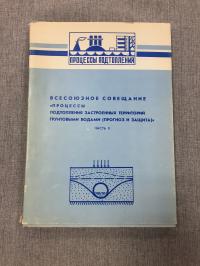 ПРОЦЕССЫ ПОДТОПЛЕНИЯ
ВСЕСОЮЗНОЕ СОВЕЩАНИЕ
«ПРОЦЕССЫ
ПОДТОПЛЕНИЯ ЗАСТРОЕННЫХ ТЕРРИТОРИЙ
ГРУНТОВЫМИ ВОДАМИ (ПРОГНОЗ И ЗАЩИТА)»
ЧАСТЬ II